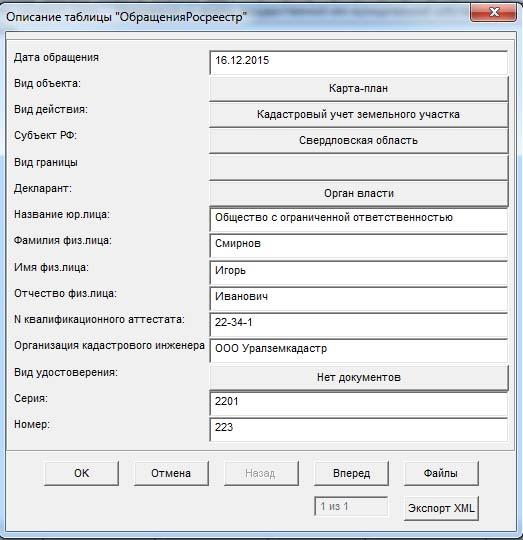 Описание таблицы "ОбращенияРосреестр"
Дата обращения 16.12.2015
Вид объекта: Карта-план
Вид действия: Кадастровый учет земельного участка
Субъект РФ: Свердловская область
Вид границы
Декларант: Орган власти
Название юр.лица: Общество с ограниченной ответственностью
Фамилия физ.лица: Смирнов
Имя физ.лица: Игорь
Отчество физ.лица: Иванович
N квалификационного аттестата: 22-34-1
Организация кадастрового инженера ООО Уралземкадастр
Вид удостоверения: Нет документов
Серия: 2201
Номер: 223
OK Отмена Назад Вперед Файлы
1 из 1 Экспорт XML